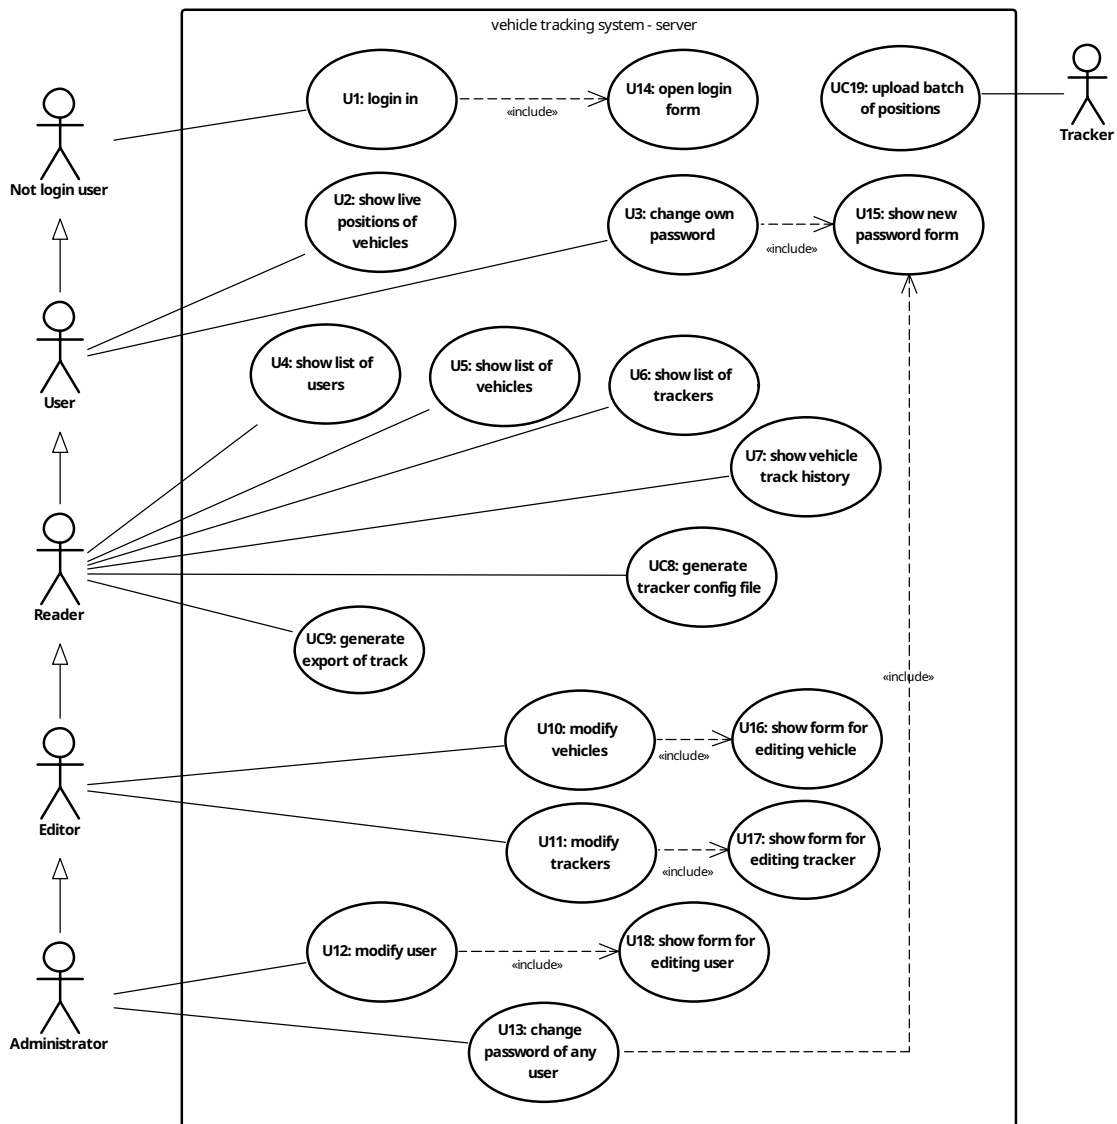 vehicle tracking system - server
U1: login in
«include»
U14: open login
form
UC19: upload batch
of positions
Tracker
Not login user
U2: show live
positions of
vehicles
U3: change own
password
«include»
U15: show new
password form
User
U4: show list of
users
U5: show list of
vehicles
U6: show list of
trackers
U7: show vehicle
track history
Reader
UC8: generate
tracker config file
UC9: generate
export of track
«include»
Editor
U10: modify
vehicles
«include»
U16: show form for
editing vehicle
U11: modify
trackers
«include»
U17: show form for
editing tracker
Administrator
U12: modify user
«include»
U18: show form for
editing user
U13: change
password of any
user